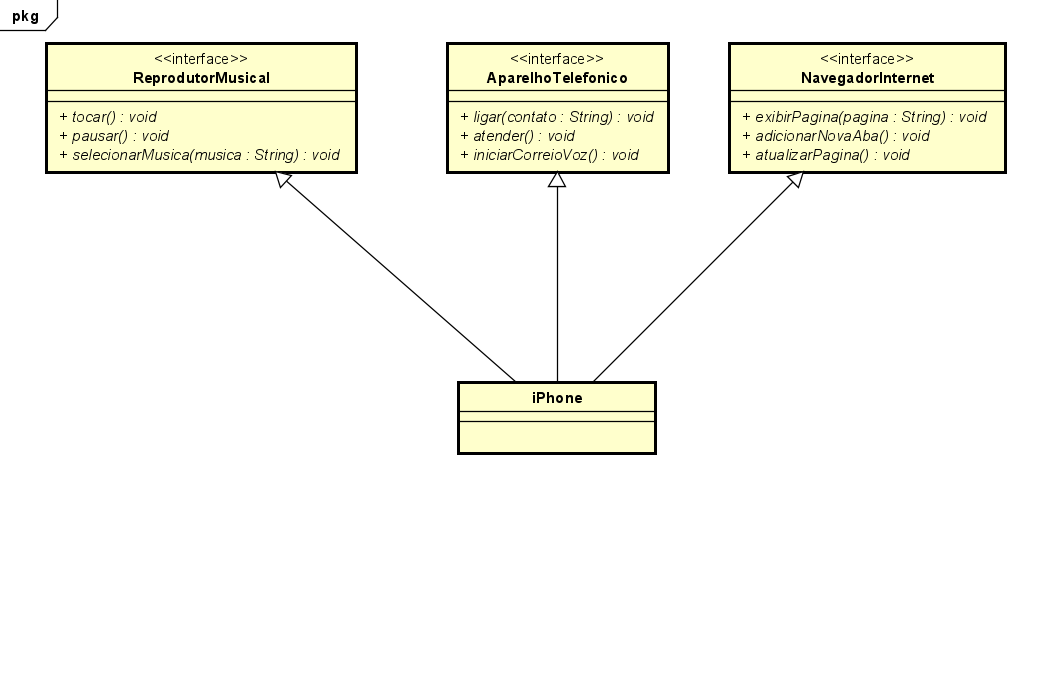 pkg
<<interface>>
ReprodutorMusical
+ tocar() : void
+ pausar() : void
+ selecionarMusica(musica : String) : void
<<interface>>
AparelhoTelefonico
+ ligar(contato : String) : void
+ atender() : void
+ iniciarCorreioVoz() : void
<<interface>>
NavegadorInternet
+ exibirPagina(pagina : String) : void
+ adicionarNovaAba() : void
+ atualizarPagina() : void
iPhone